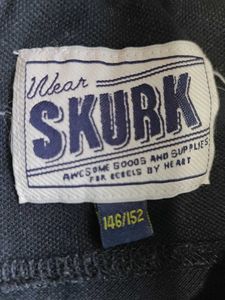 Wear
SKURK
AWESOME GOODS AND SUPPLIES
FOR REBELS BY HEART
146/152